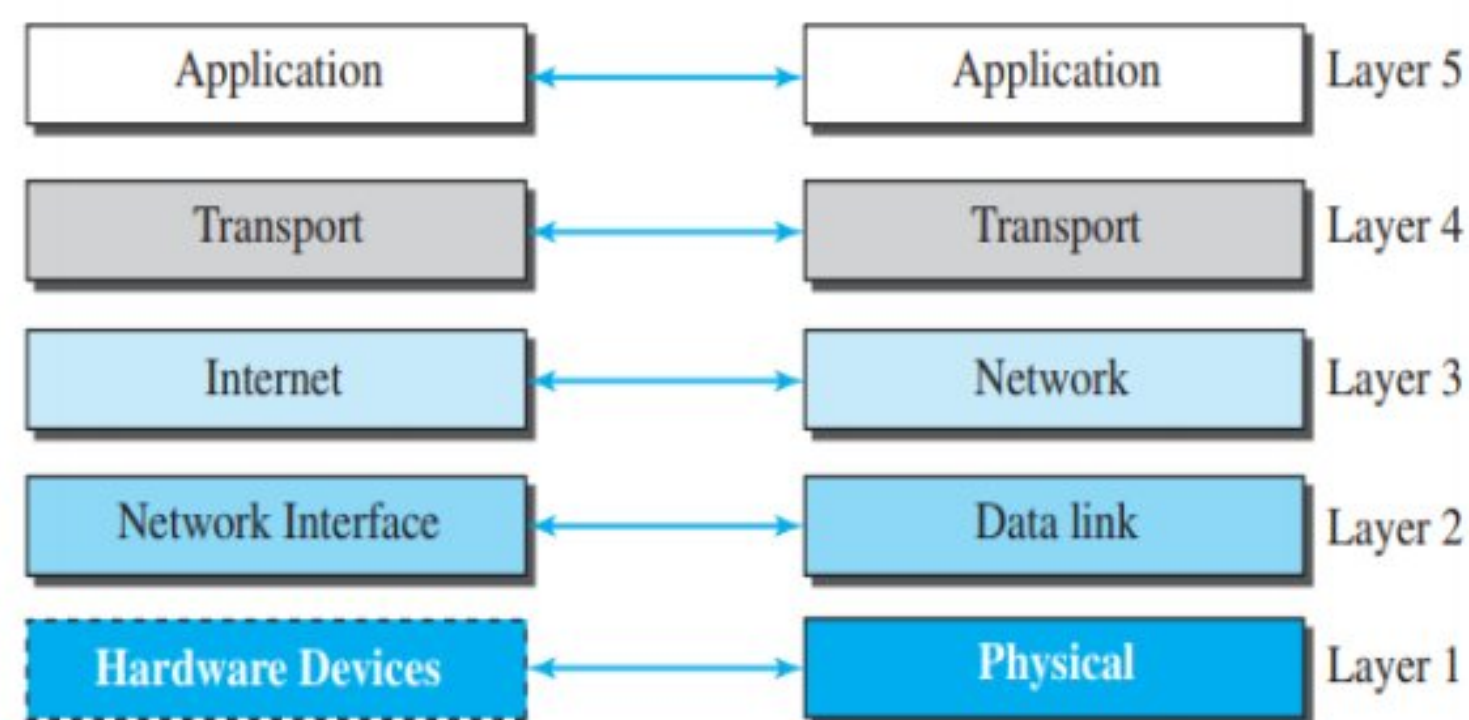 Application Application Layer 5
Transport Transport Layer 4
Internet Network Layer 3
Network Interface Data link Layer 2
Hardware Devices Physical Layer 1